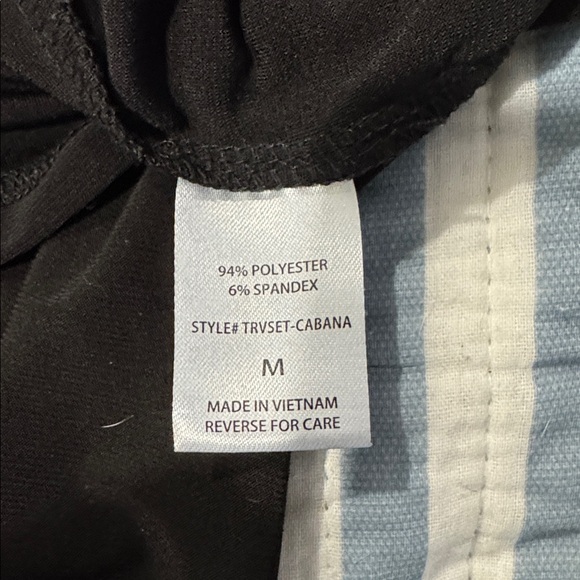 94% POLYESTER
6% SPANDEX
STYLE# TRVSET-CABANA
M
MADE IN VIETNAM
REVERSE FOR CARE